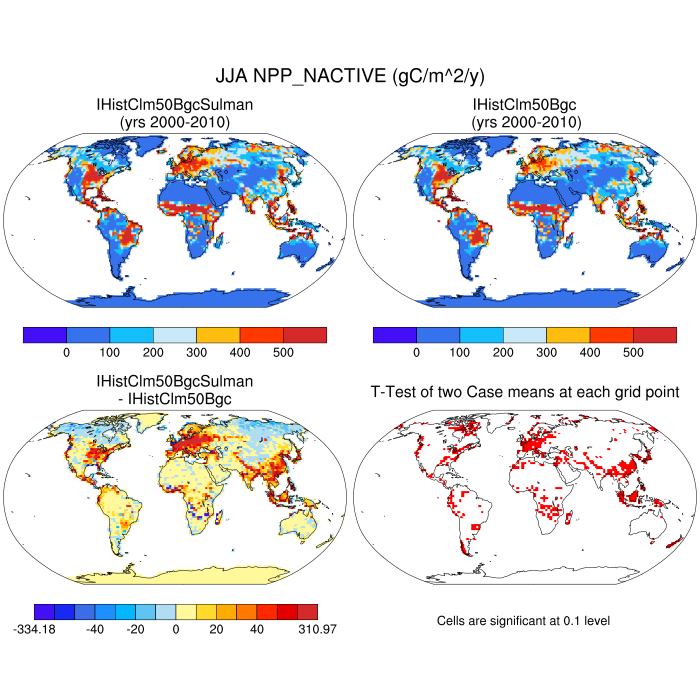 JJA NPP_NACTIVE (gC/m^2/y)
IHistClm50BgcSulman
(yrs 2000-2010)
IHistClm50Bgc
(yrs 2000-2010)
0 100 200 300 400 500
0 100 200 300 400 500
IHistClm50BgcSulman
- IHistClm50Bgc
T-Test of two Case means at each grid point
-334.18 -40 -20 0 20 40 310.97
Cells are significant at 0.1 level